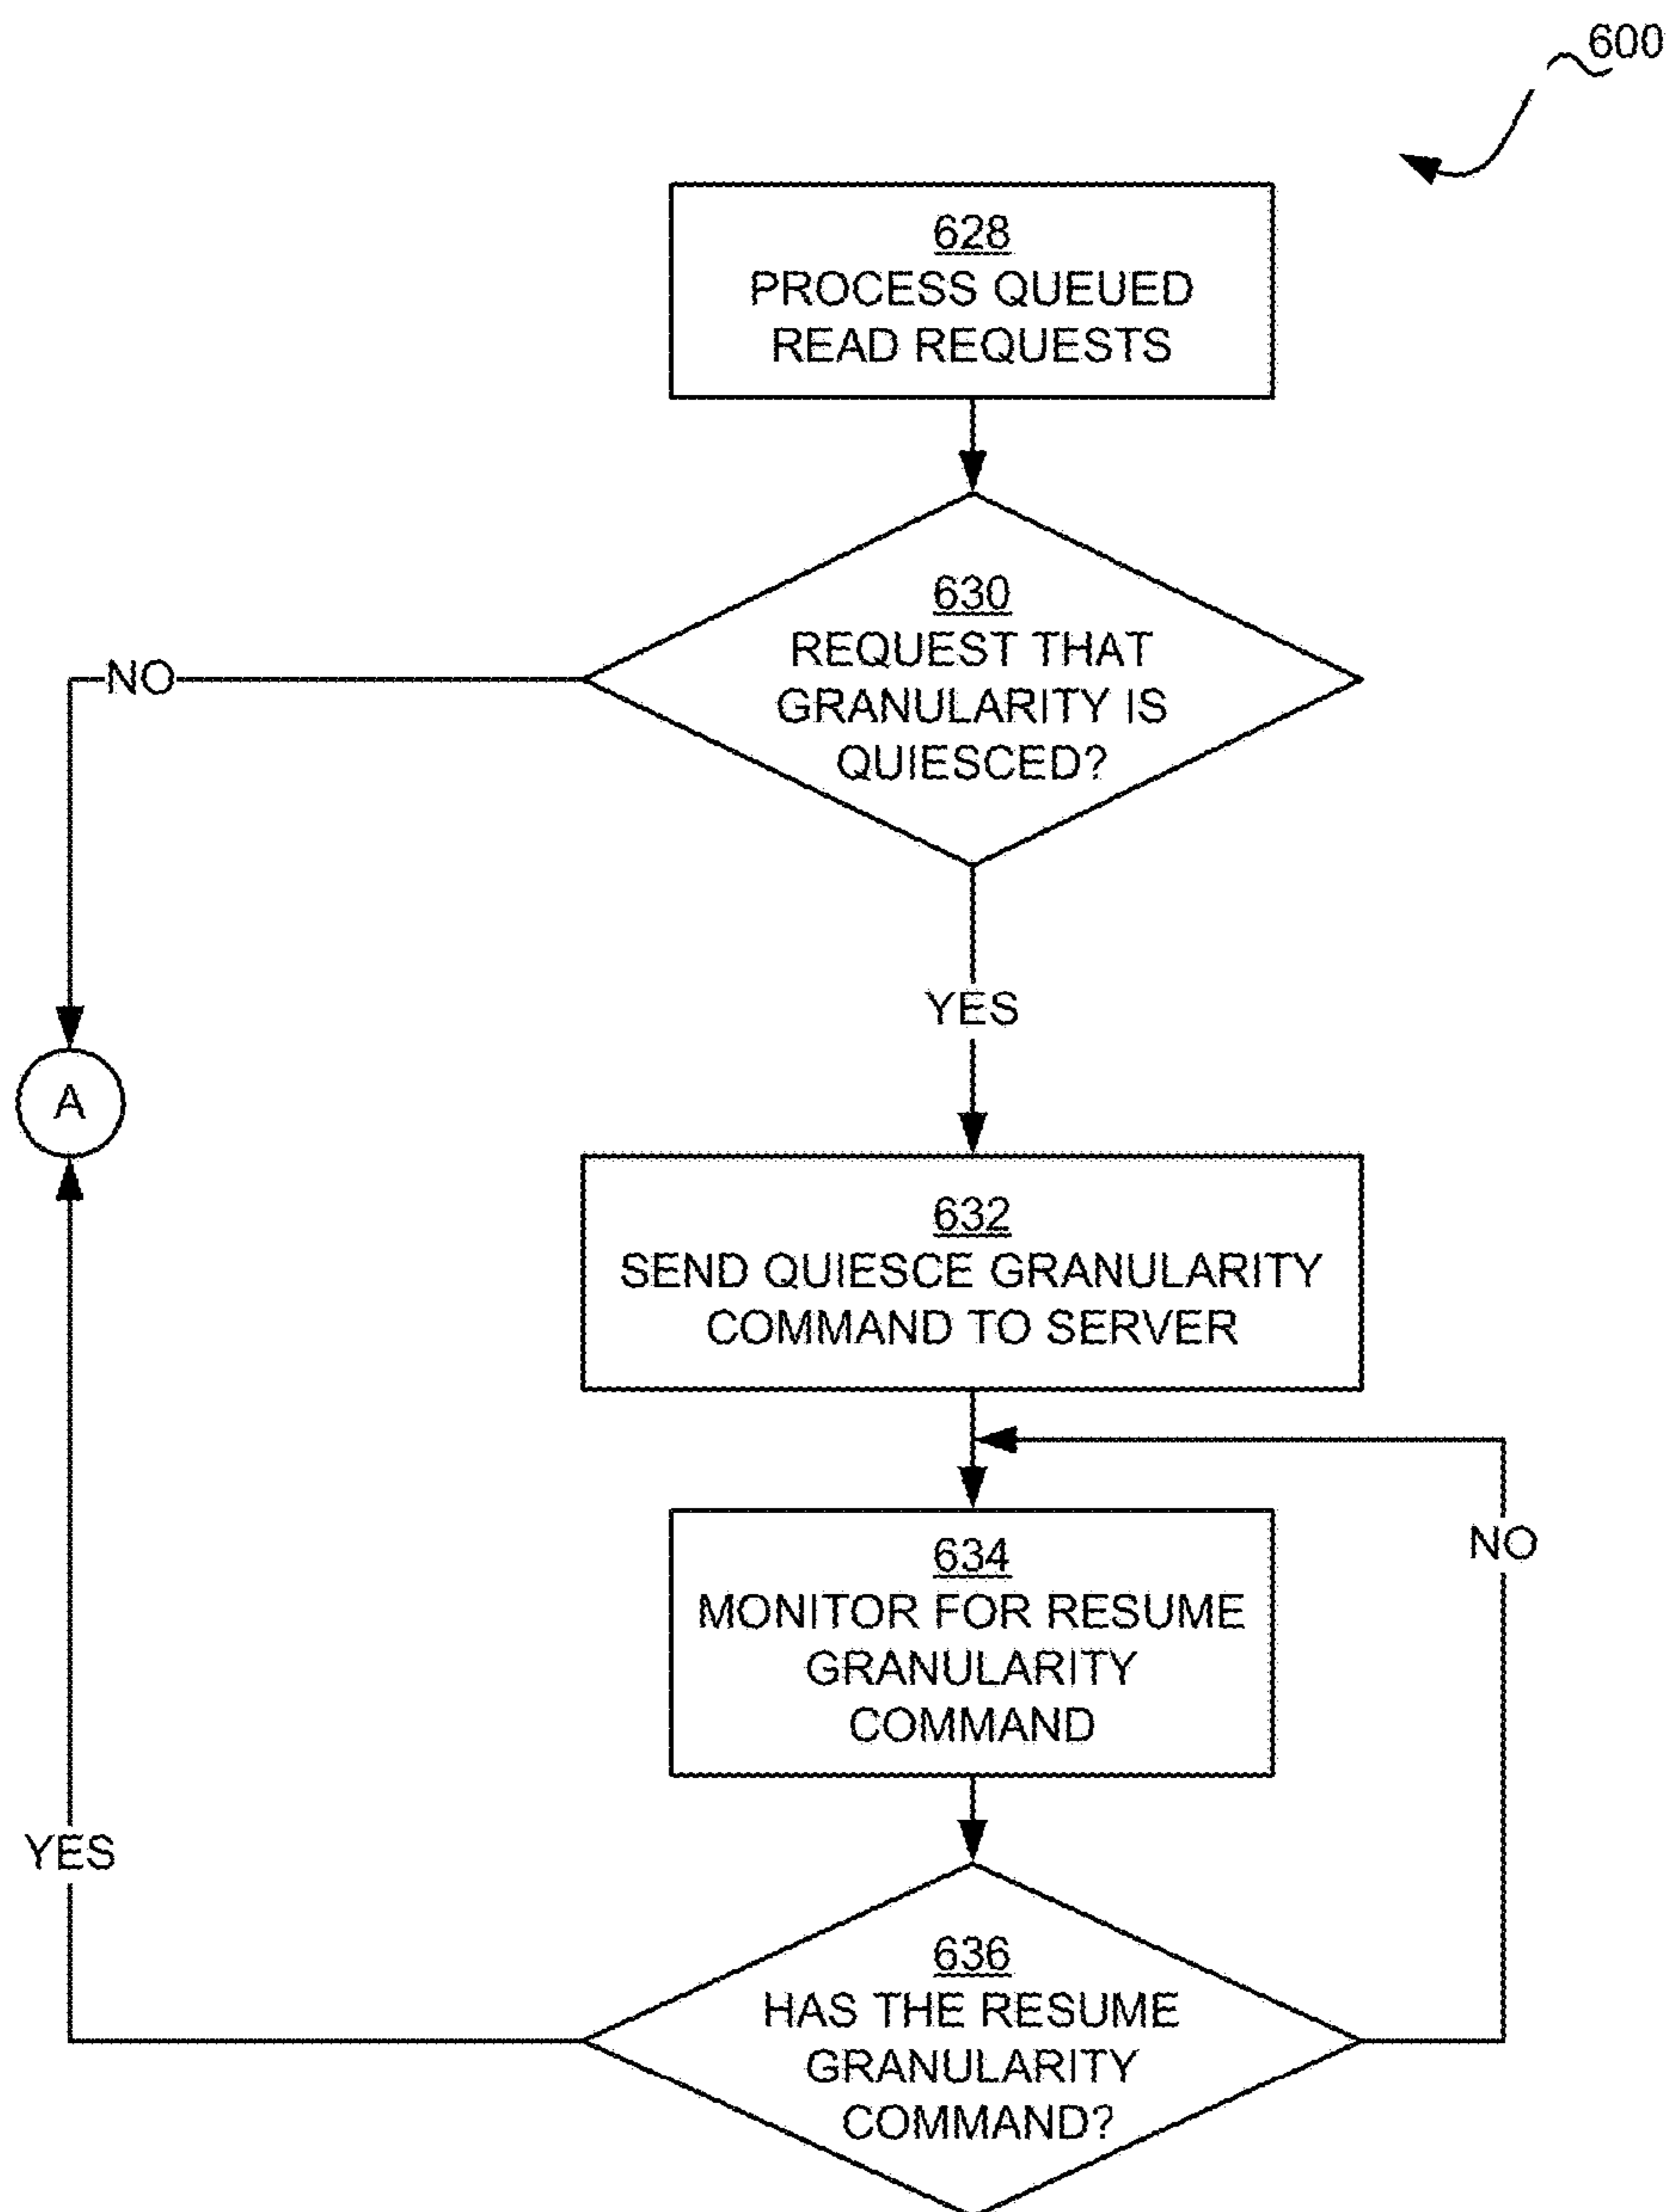 600
628
PROCESS QUEUED
READ REQUESTS
630
REQUEST THAT
GRANULARITY IS
QUIESCED?
NO
YES
A
632
SEND QUIESCE GRANULARITY
COMMAND TO SERVER
634
MONITOR FOR RESUME
GRANULARITY
COMMAND
NO
YES
636
HAS THE RESUME
GRANULARITY
COMMAND?